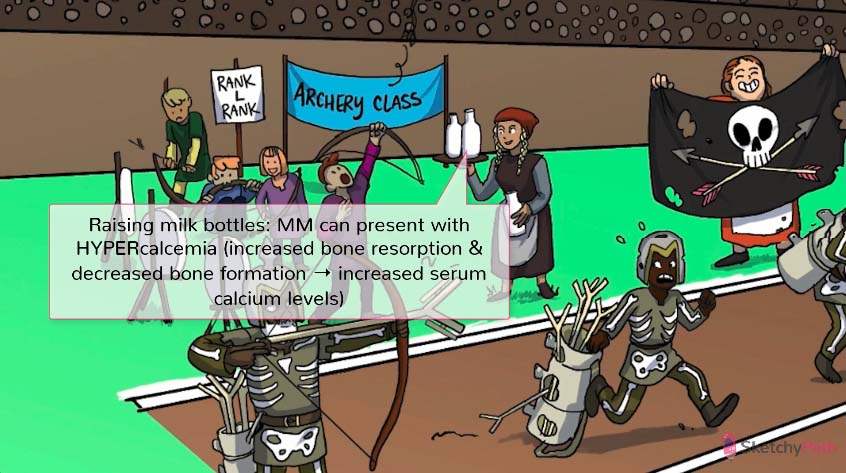 RANK
L
RANK
ARCHERY CLASS
Raising milk bottles: MM can present with
HYPERcalcemia (increased bone resorption &
decreased bone formation → increased serum
calcium levels)
SketchyPath